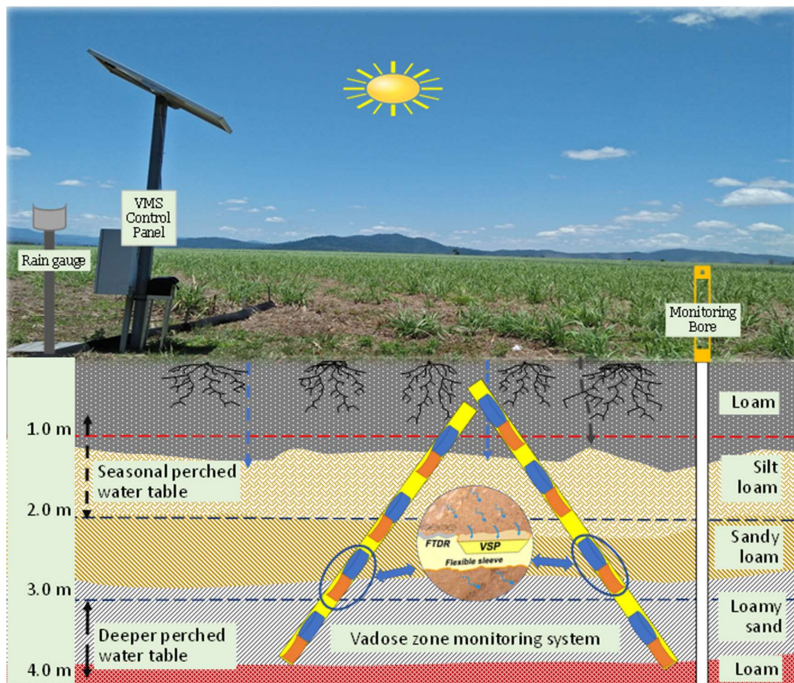 VMS
Control
Panel
Rain gauge
Monitoring
Bore
Loam
1.0 m
Seasonal perched
water table
Silt
loam
2.0 m
FTDR
VSP
Flexible sleeve
Sandy
loam
3.0 m
Loamy
sand
Deeper perched
water table
Vadose zone monitoring system
4.0 m
Loam